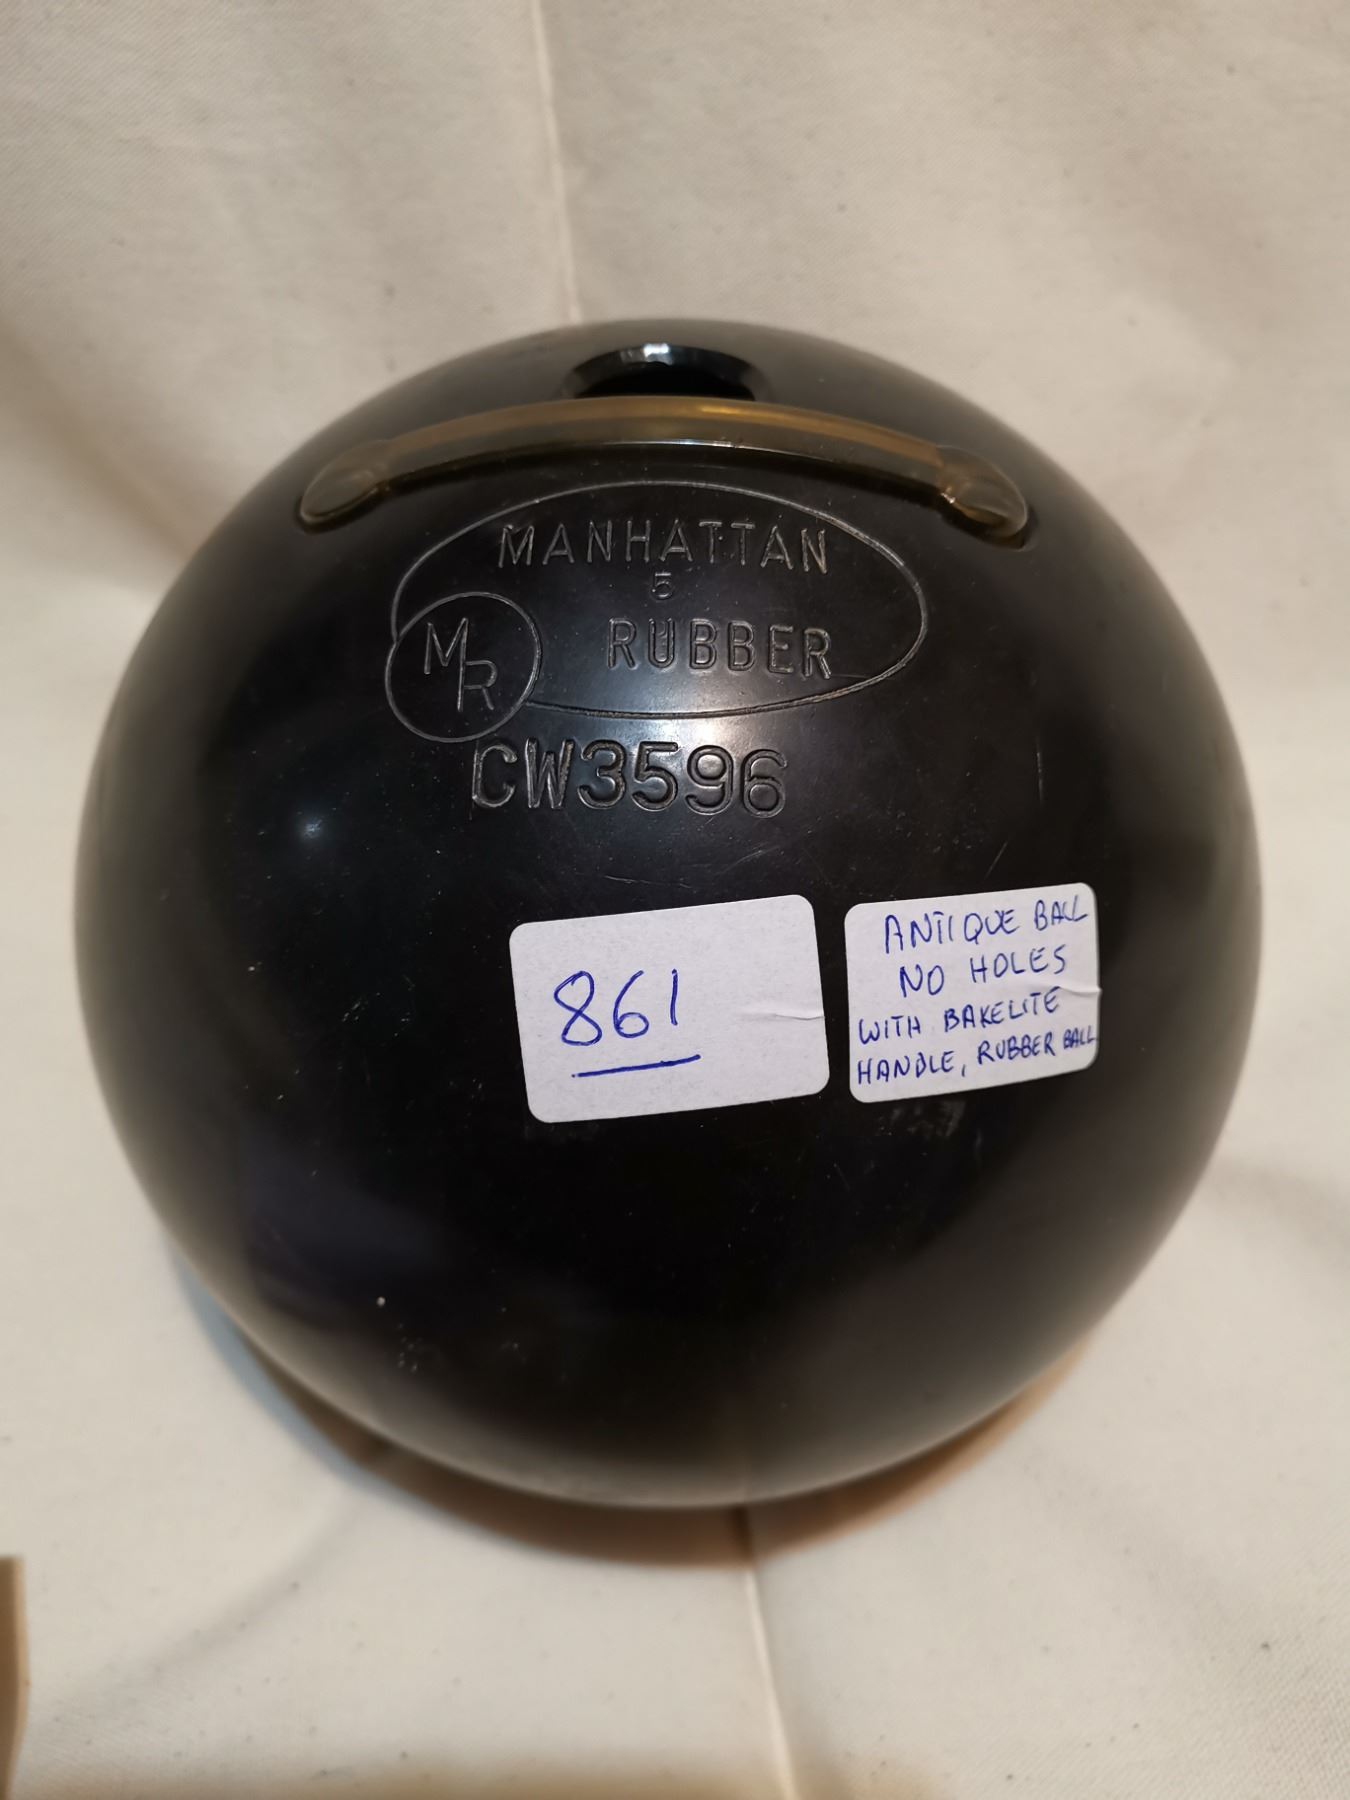 MANHATTAN
5
RUBBER
MR
CW3596
861
ANTIQUE BALL
NO HOLES
WITH BAKELITE
HANDLE, RUBBER BALL